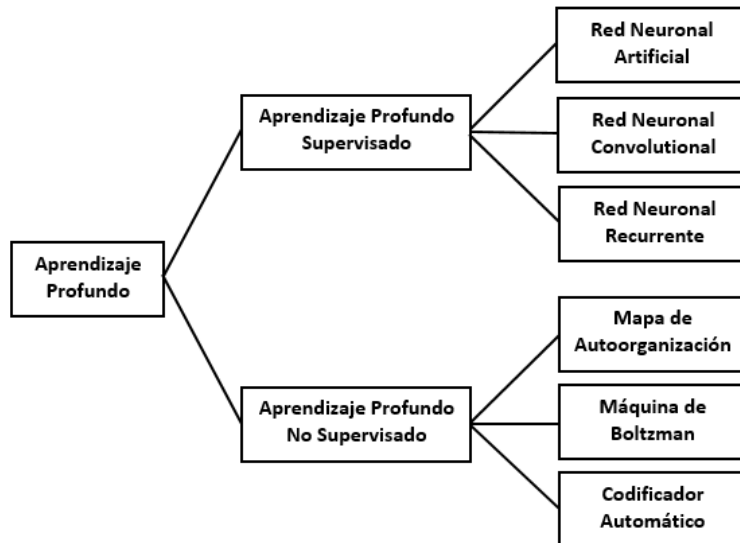 Aprendizaje
Profundo
Aprendizaje Profundo
Supervisado
Red Neuronal
Artificial
Red Neuronal
Convolutional
Red Neuronal
Recurrente
Aprendizaje Profundo
No Supervisado
Mapa de
Autoorganización
Máquina de
Boltzman
Codificador
Automático